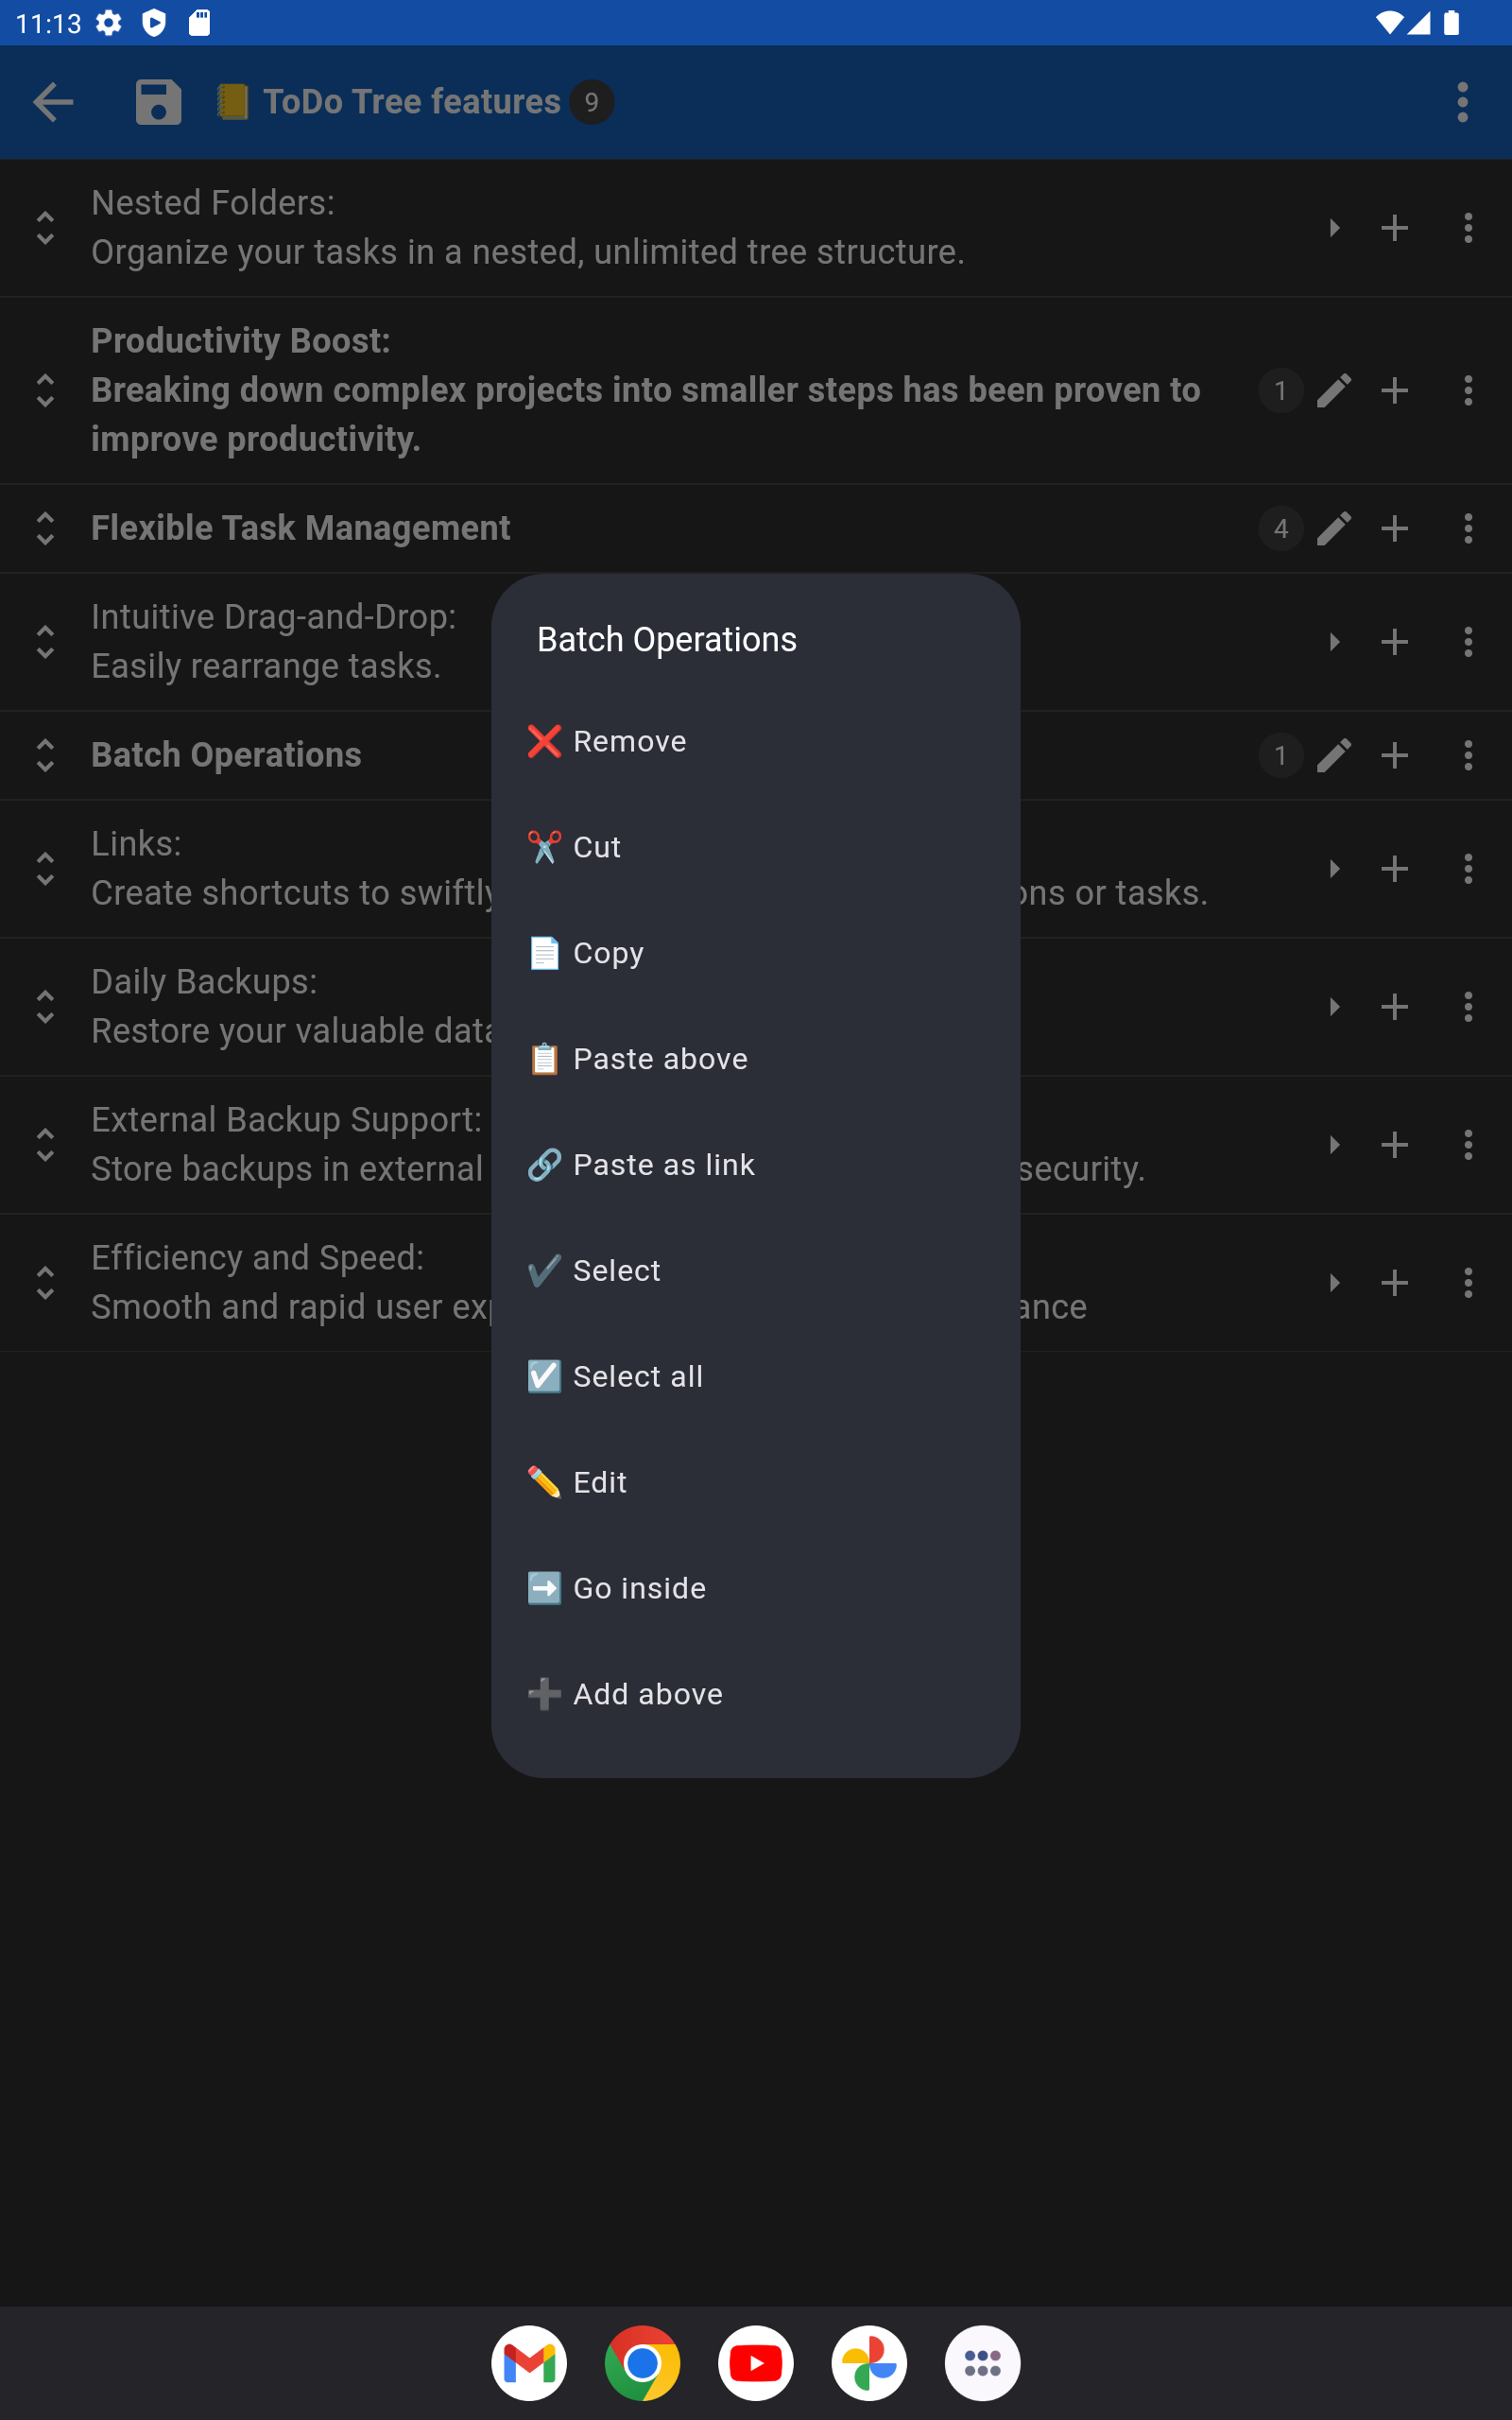 11:13
📒 ToDo Tree features 9
Nested Folders:
Organize your tasks in a nested, unlimited tree structure.
Productivity Boost:
Breaking down complex projects into smaller steps has been proven to
improve productivity.
1
Flexible Task Management
4
Intuitive Drag-and-Drop:
Easily rearrange tasks.
Batch Operations
1
Links:
Create shortcuts to swiftly
or tasks.
Daily Backups:
Restore your valuable data
External Backup Support:
Store backups in external
security.
Efficiency and Speed:
Smooth and rapid user
Batch Operations
❌ Remove
✂️ Cut
📄 Copy
📋 Paste above
🔗 Paste as link
✔️ Select
☑️ Select all
✏️ Edit
➡️ Go inside
➕ Add above